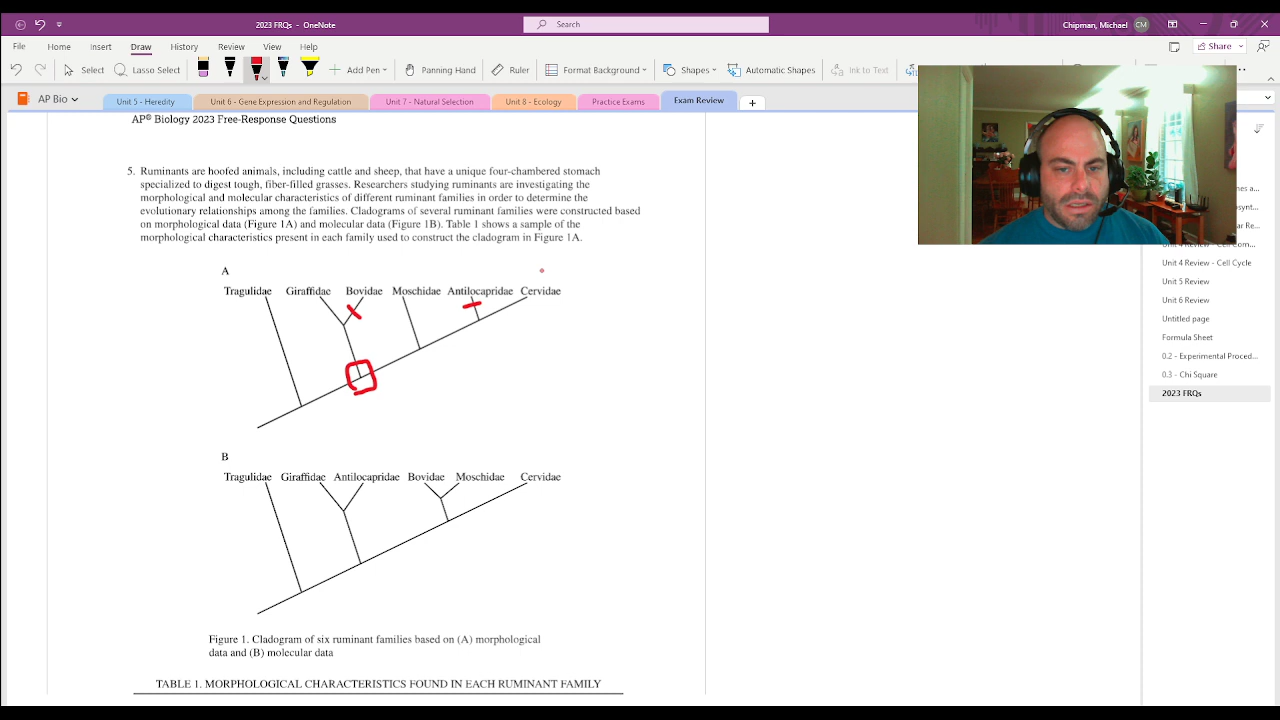 2023 FRQs - OneNote
Search
Chipman, Michael CM
File Home Insert Draw History Review View Help
Share
Select Lasso Select Add Pen Panning Hand Ruler Format Background Shapes Automatic Shapes Ink to Text
AP Bio Unit 5 - Heredity Unit 6 - Gene Expression and Regulation Unit 7 - Natural Selection Unit 8 - Ecology Practice Exams Exam Review +
AP® Biology 2023 Free-Response Questions
5. Ruminants are hoofed animals, including cattle and sheep, that have a unique four-chambered stomach
specialized to digest tough, fiber-filled grasses. Researchers studying ruminants are investigating the
morphological and molecular characteristics of different ruminant families in order to determine the
evolutionary relationships among the families. Cladograms of several ruminant families were constructed based
on morphological data (Figure 1A) and molecular data (Figure 1B). Table 1 shows a sample of the
morphological characteristics present in each family used to construct the cladogram in Figure 1A.
A
Tragulidae Giraffidae Bovidae Moschidae Antilocapridae Cervidae
B
Tragulidae Giraffidae Antilocapridae Bovidae Moschidae Cervidae
Figure 1. Cladogram of six ruminant families based on (A) morphological
data and (B) molecular data
TABLE 1. MORPHOLOGICAL CHARACTERISTICS FOUND IN EACH RUMINANT FAMILY
Unit 4 Review - Cell Cycle
Unit 5 Review
Unit 6 Review
Untitled page
Formula Sheet
0.2 - Experimental Proced...
0.3 - Chi Square
2023 FRQs